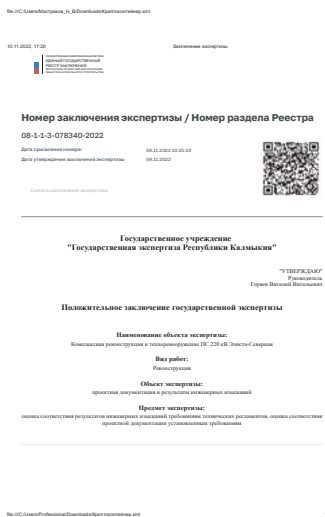 file:///C:/Users/Мастраков_Н_В/Downloads/Криптоконтейнер.xml
10.11.2022, 17:20 Заключение экспертизы
ЕДИНЫЙ ГОСУДАРСТВЕННЫЙ
РЕЕСТР ЗАКЛЮЧЕНИЙ
Номер заключения экспертизы / Номер раздела Реестра
08-1-1-3-078340-2022
Дата присвоения номера: 09.11.2022 10:25:23
Дата утверждения заключения экспертизы 09.11.2022
Скачать заключение экспертизы
Государственное учреждение
"Государственная экспертиза Республики Калмыкия"
"УТВЕРЖДАЮ"
Руководитель
Горяев Виталий Витальевич
Положительное заключение государственной экспертизы
Наименование объекта экспертизы:
Комплексная реконструкция и техперевооружение ПС 220 кВ Элиста-Северная
Вид работ:
Реконструкция
Объект экспертизы:
проектная документация и результаты инженерных изысканий
Предмет экспертизы:
оценка соответствия результатов инженерных изысканий требованиям технических регламентов, оценка соответствия
проектной документации установленным требованиям
file:///C:/Users/Professional/Downloads/Криптоконтейнер.xml